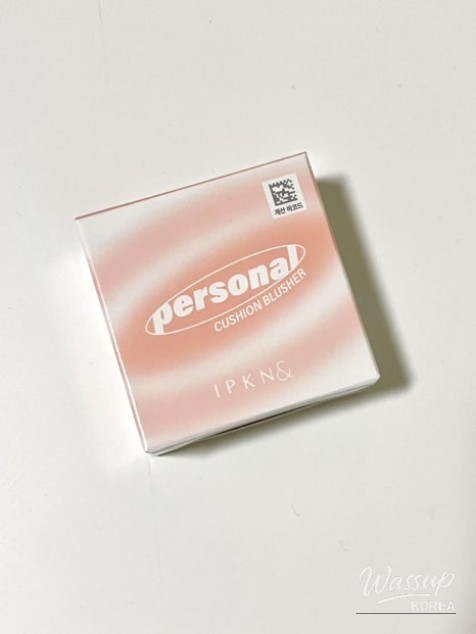 계산 바코드
personal
CUSHION BLUSHER
IPKN&
Wassup
KOREA